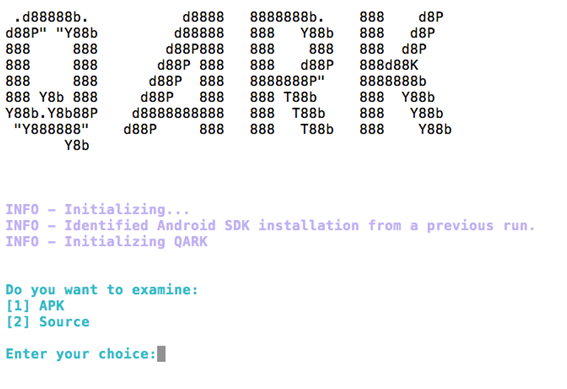 .d88888b.           d8888   8888888b.    888    d8P
d88P" "Y88b         d88888   888   Y88b   888   d8P
888     888        d88P888   888    888   888  d8P
888     888       d88P 888   888   d88P   888d88K
888     888      d88P  888   8888888P"    8888888b
888 Y8b 888     d88P   888   888 T88b     888  Y88b
Y88b.Y8b88P    d8888888888   888  T88b    888   Y88b
 "Y888888"    d88P     888   888   T88b   888    Y88b
       Y8b
INFO - Initializing...
INFO - Identified Android SDK installation from a previous run.
INFO - Initializing QARK
Do you want to examine:
[1] APK
[2] Source
Enter your choice: